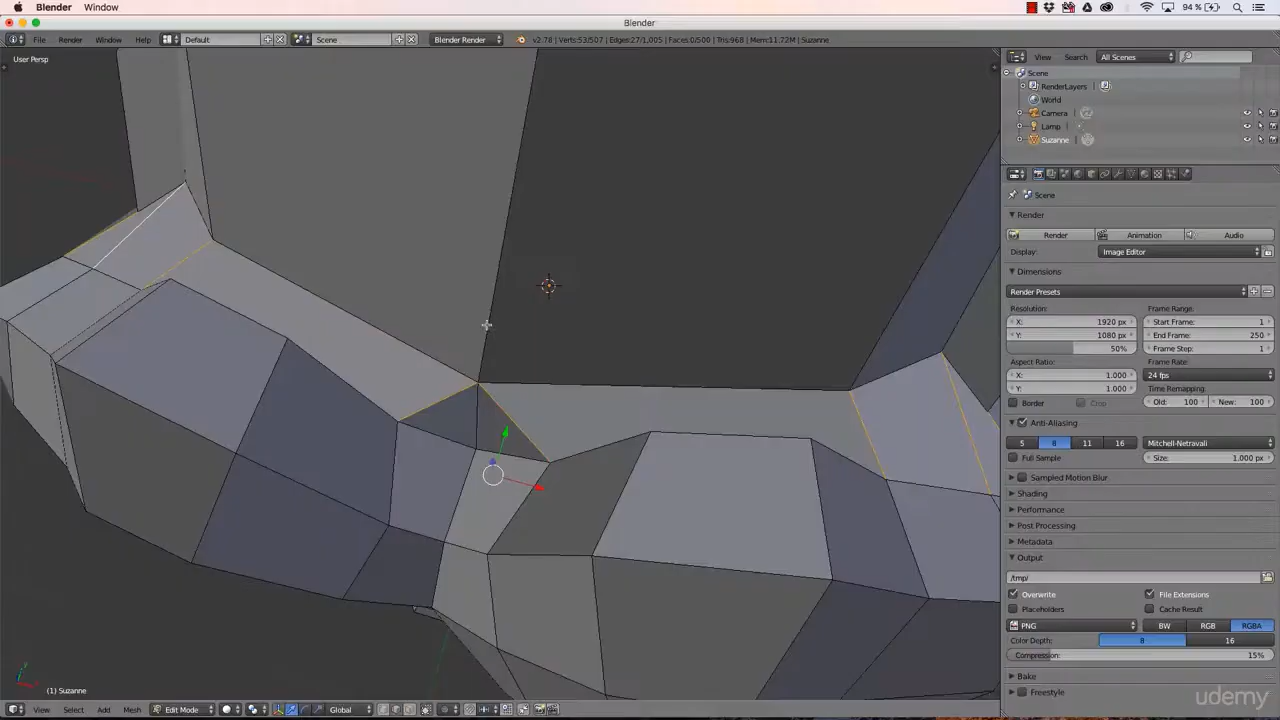 Blender Window 94 %
Blender
File Render Window Help Default Scene Blender Render v2.78 | Verts:53/507 | Edges:27/1,005 | Faces:0/500 | Tris:968 | Mem:11.72M | Suzanne
View Search All Scenes
User Persp
Scene
RenderLayers
World
Camera
Lamp
Suzanne
Scene
Render
Render Animation Audio
Display: Image Editor
Dimensions
Render Presets
Resolution: Frame Range:
X: 1920 px Start Frame: 1
Y: 1080 px End Frame: 250
50% Frame Step: 1
Aspect Ratio: Frame Rate:
X: 1.000 24 fps
Y: 1.000 Time Remapping:
Border Crop Old: 100 New: 100
Anti-Aliasing
5 8 11 16 Mitchell-Netravali
Full Sample Size: 1.000 px
Sampled Motion Blur
Shading
Performance
Post Processing
Metadata
Output
/tmp/
Overwrite File Extensions
Placeholders Cache Result
PNG BW RGB RGBA
Color Depth: 8 16
Compression: 15%
Bake
Freestyle
(1) Suzanne
View Select Add Mesh Edit Mode Global
udemy